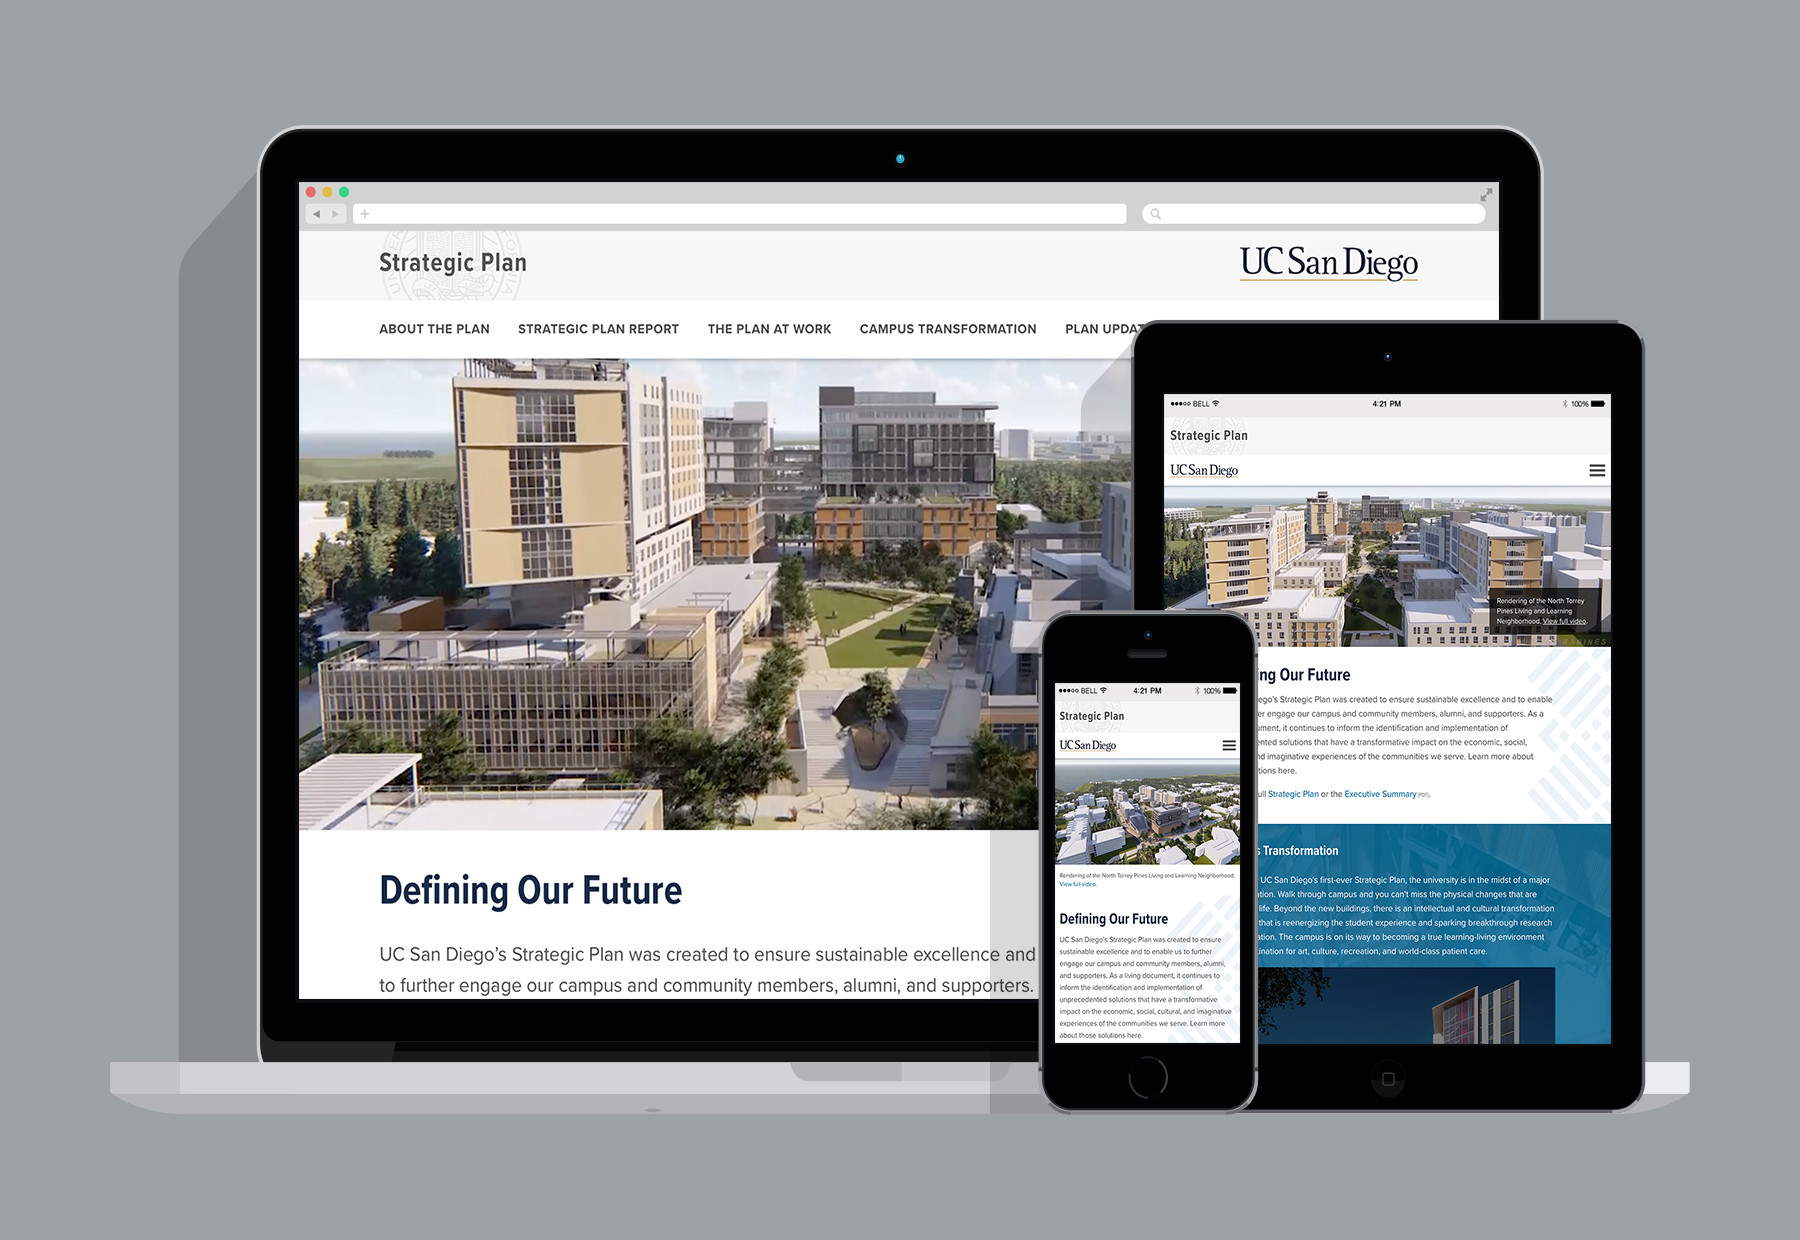 Strategic Plan
UC San Diego
ABOUT THE PLAN STRATEGIC PLAN REPORT THE PLAN AT WORK CAMPUS TRANSFORMATION PLAN UPDAT
Defining Our Future
UC San Diego's Strategic Plan was created to ensure sustainable excellence and
to further engage our campus and community members, alumni, and supporters.
BELL 4:21 PM 100%
Strategic Plan
UC San Diego
Rendering of the North Torrey
Pines Living and Learning
Neighborhood. View full video.
ng Our Future
ego's Strategic Plan was created to ensure sustainable excellence and to enable
er engage our campus and community members, alumni, and supporters. As a
ument, it continues to inform the identification and implementation of
ented solutions that have a transformative impact on the economic, social,
d imaginative experiences of the communities we serve. Learn more about
tions here.
ull Strategic Plan or the Executive Summary (PDF).
s Transformation
UC San Diego's first-ever Strategic Plan, the university is in the midst of a major
tion. Walk through campus and you can't miss the physical changes that are
life. Beyond the new buildings, there is an intellectual and cultural transformation
that is reenergizing the student experience and sparking breakthrough research
ation. The campus is on its way to becoming a true learning-living environment
ination for art, culture, recreation, and world-class patient care.
BELL 4:21 PM 100%
Strategic Plan
UC San Diego
Rendering of the North Torrey Pines Living and Learning Neighborhood.
View full video.
Defining Our Future
UC San Diego's Strategic Plan was created to ensure
sustainable excellence and to enable us to further
engage our campus and community members, alumni,
and supporters. As a living document, it continues to
inform the identification and implementation of
unprecedented solutions that have a transformative
impact on the economic, social, cultural, and imaginative
experiences of the communities we serve. Learn more
about those solutions here.